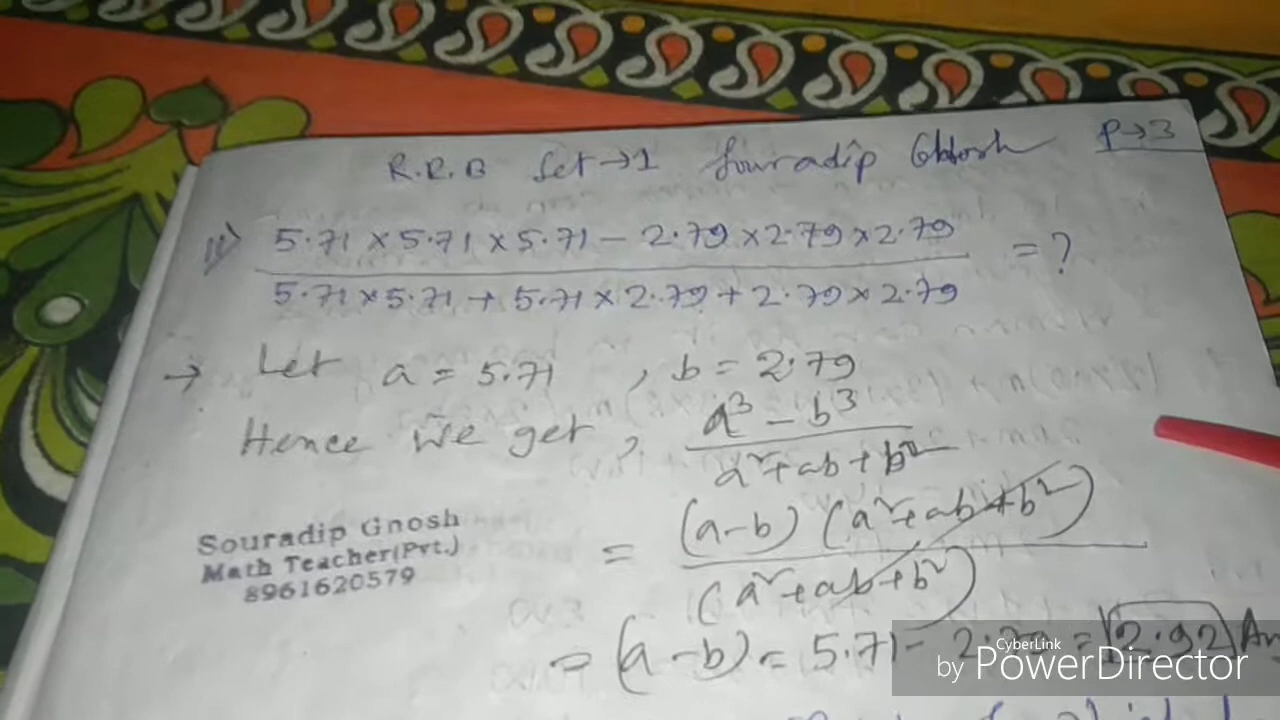 R.R.B Set→1 Souradip Ghosh P→3
11) 5.71×5.71×5.71 − 2.79×2.79×2.79
5.71×5.71 + 5.71×2.79 + 2.79×2.79
= ?
→ Let a = 5.71 , b = 2.79
Hence We get, a³ − b³
a² + ab + b²
= (a−b) (a²+ab+b²)
(a²+ab+b²)
Souradip Gnosh
Math Teacher(Pvt.)
8961620579
= (a−b) = 5.71 − 2.79 = 2.92 An
CyberLink
by PowerDirector